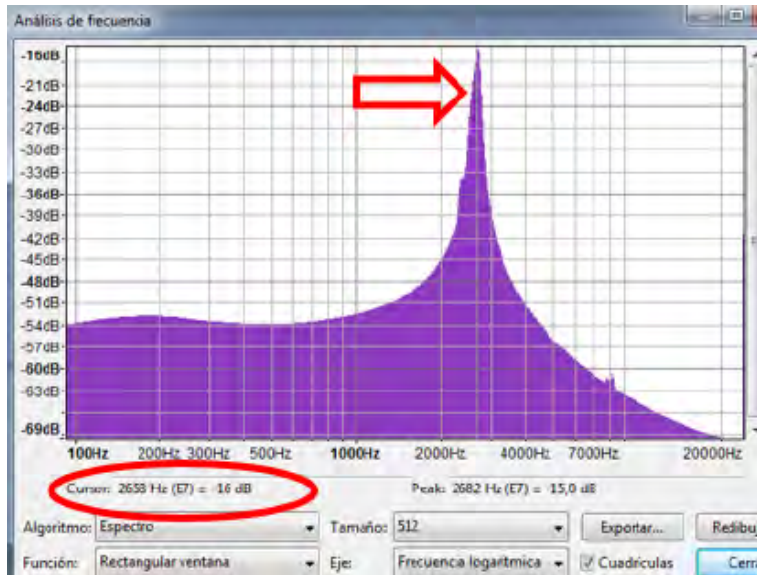 Análisis de frecuencia
-16dB
-21dB
-24dB
-27dB
-30dB
-33dB
-36dB
-39dB
-42dB
-45dB
-48dB
-51dB
-54dB
-57dB
-60dB
-63dB
-69dB
100Hz 200Hz 300Hz 500Hz 1000Hz 2000Hz 4000Hz 7000Hz 20000Hz
Cursor: 2658 Hz (E7) = -16 dB Peak: 2682 Hz (E7) = -15,0 dB
Algoritmo: Espectro Tamaño: 512 Exportar... Redibuj
Función: Rectangular ventana Eje: Frecuencia logarítmica Cuadrículas Cerra